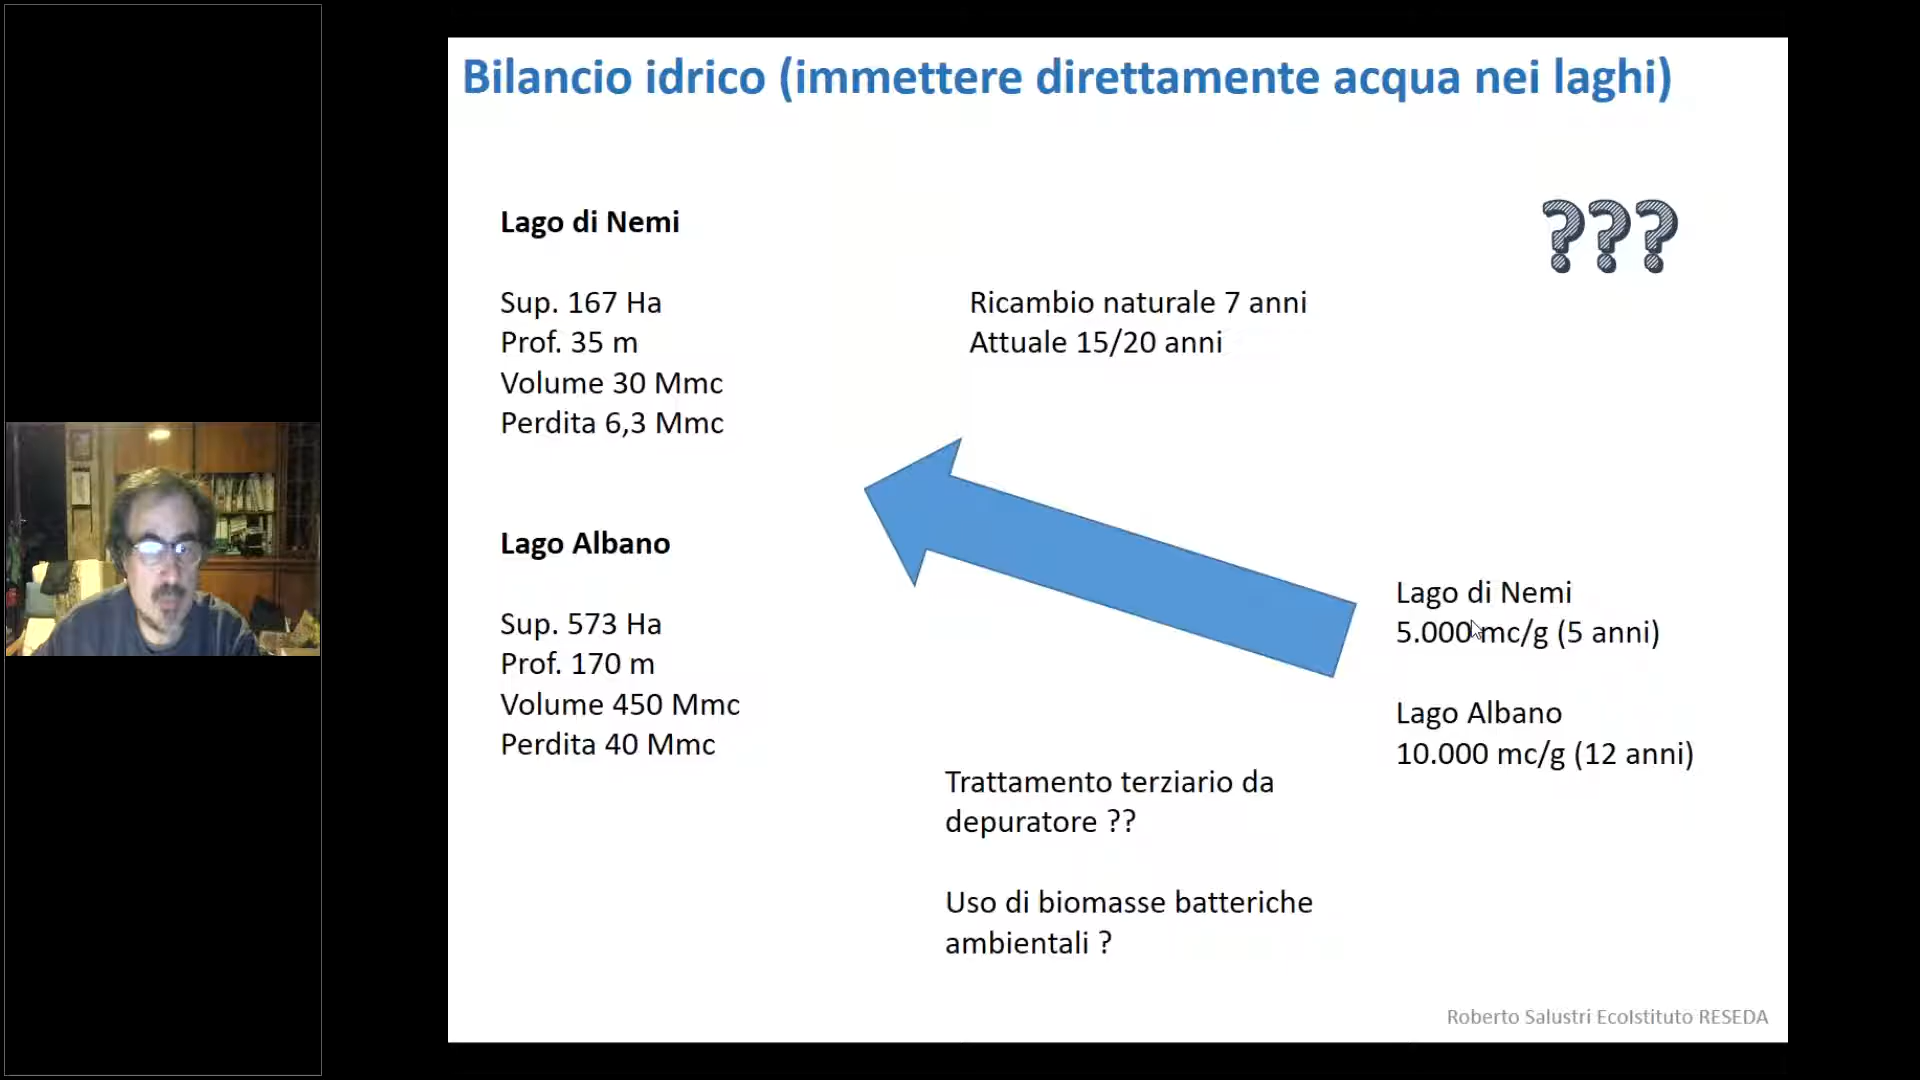 Bilancio idrico (immettere direttamente acqua nei laghi)
???
Lago di Nemi
Sup. 167 Ha
Prof. 35 m
Volume 30 Mmc
Perdita 6,3 Mmc
Ricambio naturale 7 anni
Attuale 15/20 anni
Lago Albano
Sup. 573 Ha
Prof. 170 m
Volume 450 Mmc
Perdita 40 Mmc
Lago di Nemi
5.000 mc/g (5 anni)
Lago Albano
10.000 mc/g (12 anni)
Trattamento terziario da
depuratore ??
Uso di biomasse batteriche
ambientali ?
Roberto Salustri EcoIstituto RESEDA